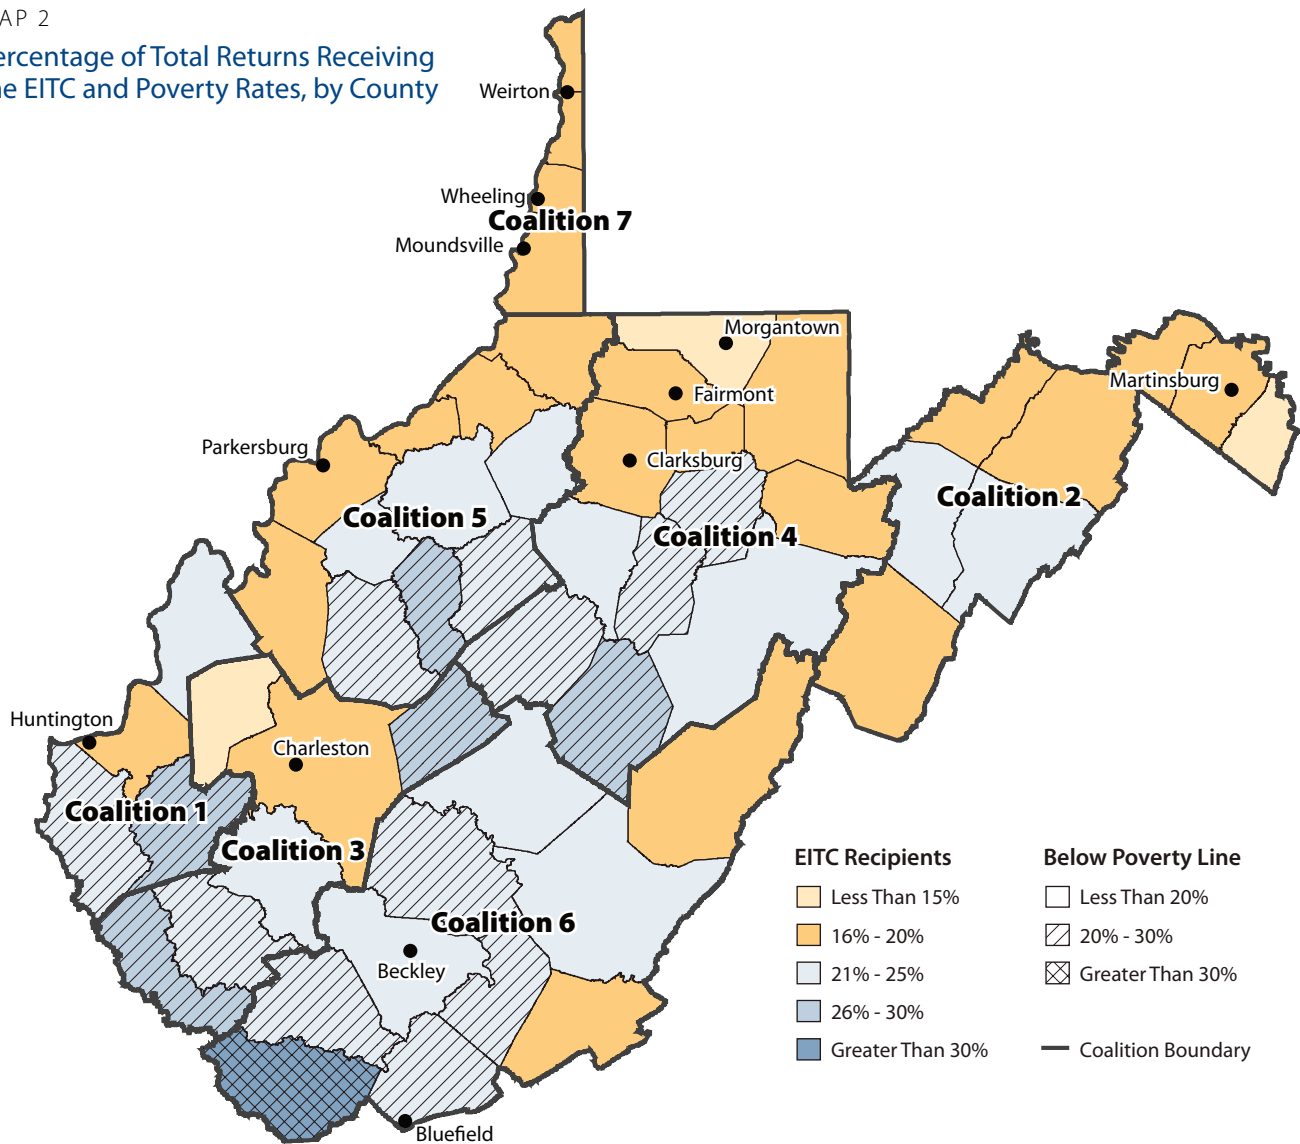 AP 2
ercentage of Total Returns Receiving
e EITC and Poverty Rates, by County
Weirton
Wheeling
Coalition 7
Moundsville
Morgantown
Martinsburg
Fairmont
Parkersburg
Clarksburg
Coalition 2
Coalition 5
Coalition 4
Huntington
Charleston
Coalition 1
Coalition 3
Coalition 6
Beckley
Bluefield
EITC Recipients
Less Than 15%
16% - 20%
21% - 25%
26% - 30%
Greater Than 30%
Below Poverty Line
Less Than 20%
20% - 30%
Greater Than 30%
Coalition Boundary